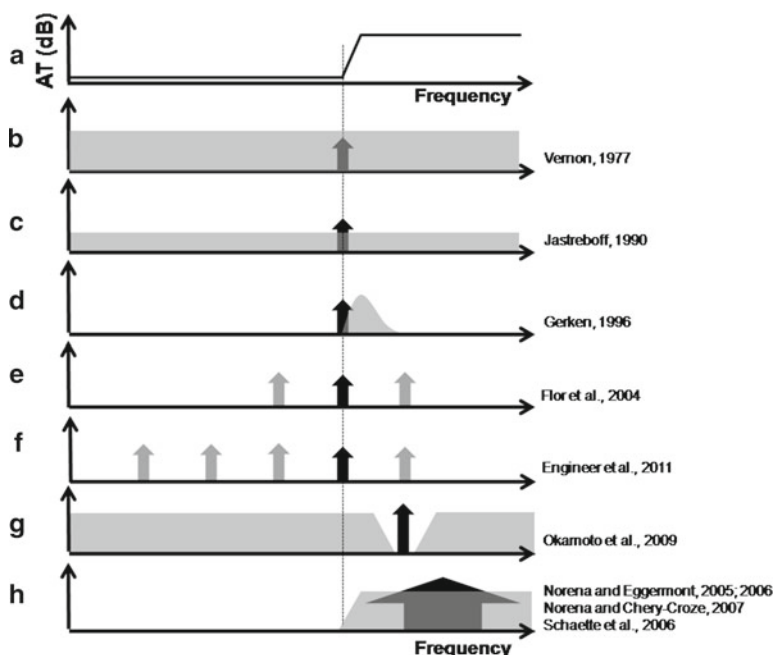 a
AT (dB)
Frequency
b
Vernon, 1977
c
Jastreboff, 1990
d
Gerken, 1996
e
Flor et al., 2004
f
Engineer et al., 2011
g
Okamoto et al., 2009
h
Norena and Eggermont, 2005; 2006
Norena and Chery-Croze, 2007
Schaette et al., 2006
Frequency